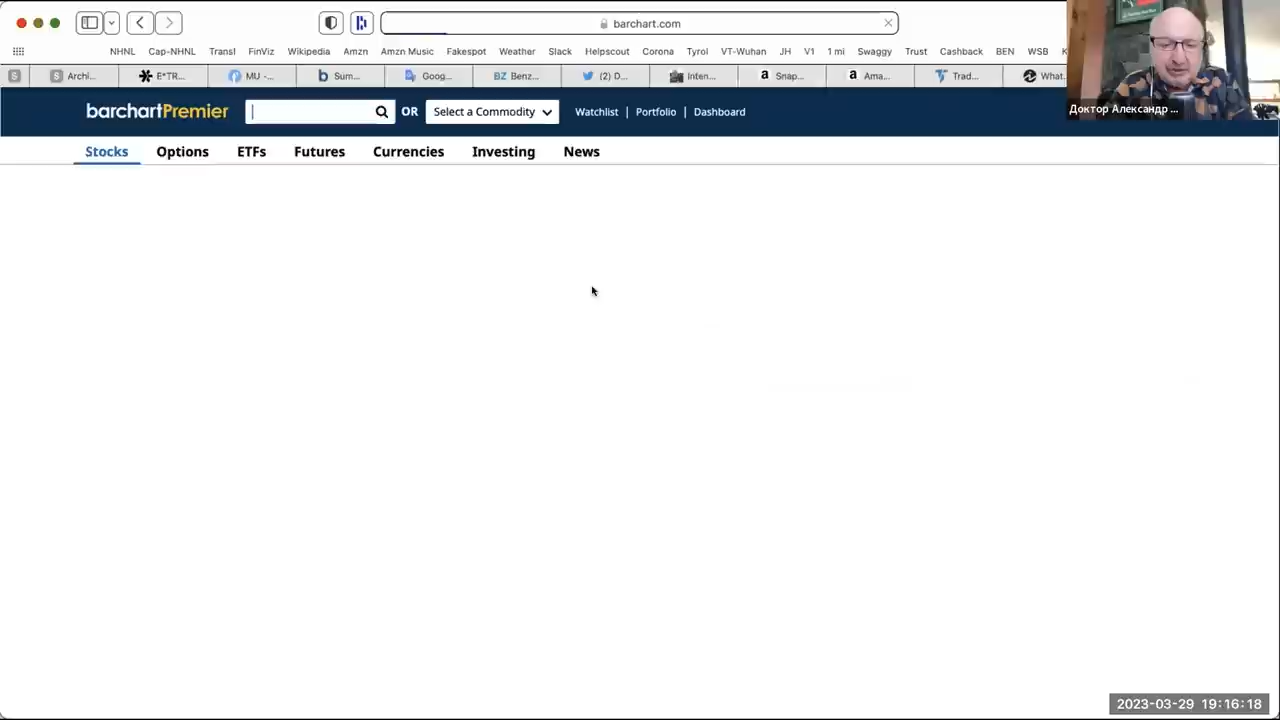 barchart.com
NHNL Cap-NHNL Transl FinViz Wikipedia Amzn Amzn Music Fakespot Weather Slack Helpscout Corona Tyrol VT-Wuhan JH V1 1 mi Swaggy Trust Cashback BEN WSB
S Archi... E*TR... MU -... Sum... Goog... BZ Benz... (2) D... Inten... Snap... Ama... Trad... What...
Доктор Александр ...
barchartPremier OR Select a Commodity Watchlist | Portfolio | Dashboard
Stocks Options ETFs Futures Currencies Investing News
2023-03-29 19:16:18